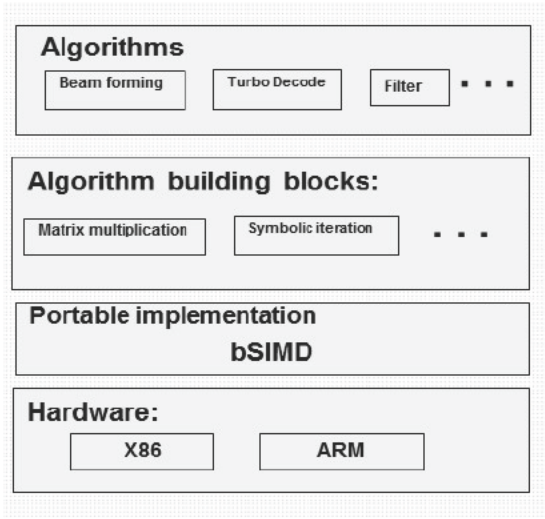 Algorithms
Beam forming Turbo Decode Filter . . .
Algorithm building blocks:
Matrix multiplication Symbolic iteration . . .
Portable implementation
bSIMD
Hardware:
X86 ARM